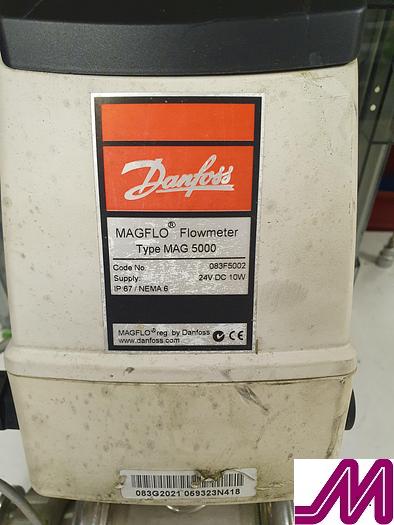 Danfoss
MAGFLO® Flowmeter
Type MAG 5000
Code No. 083F5002
Supply: 24V DC 10W
IP 67 / NEMA 6
MAGFLO® reg. by Danfoss
www.danfoss.com
CE
083G2021 059323N418
M